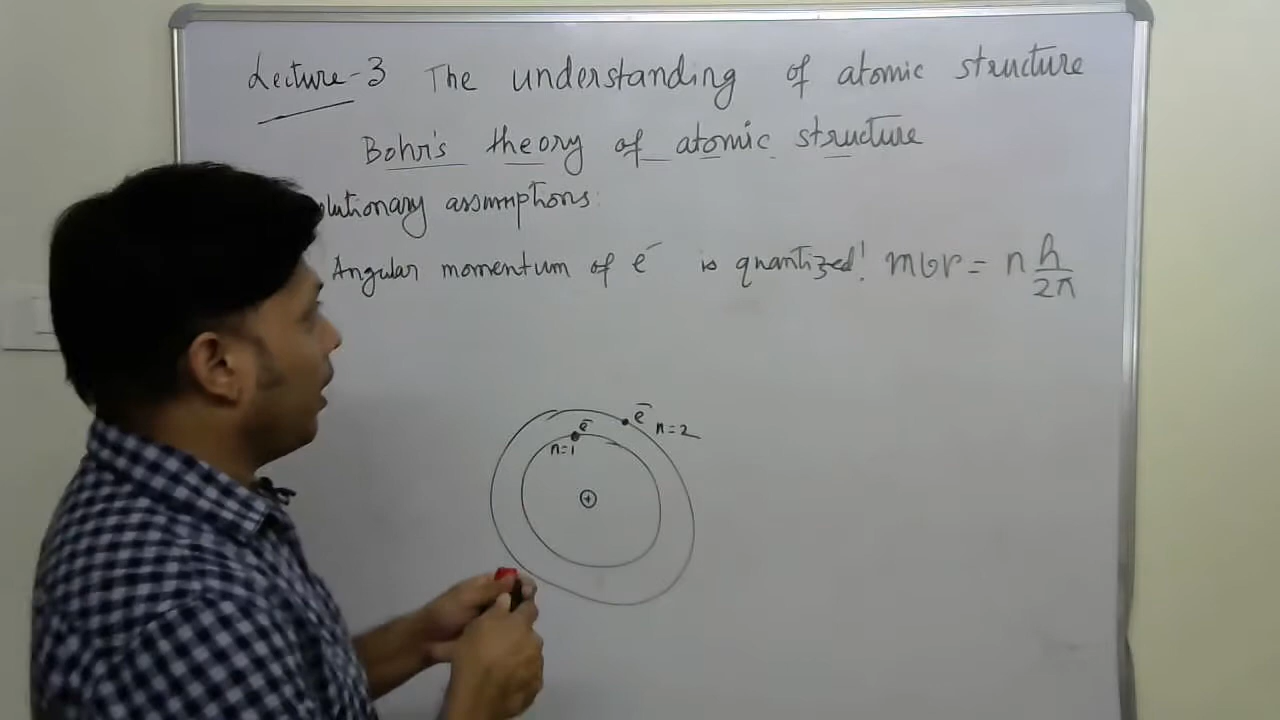 Lecture-3 The understanding of atomic structure
Bohr's theory of atomic structure
assumptions:
Angular momentum of e⁻ is quantized! mvr = n h/2π
e⁻
e⁻ n=2
n=1
+